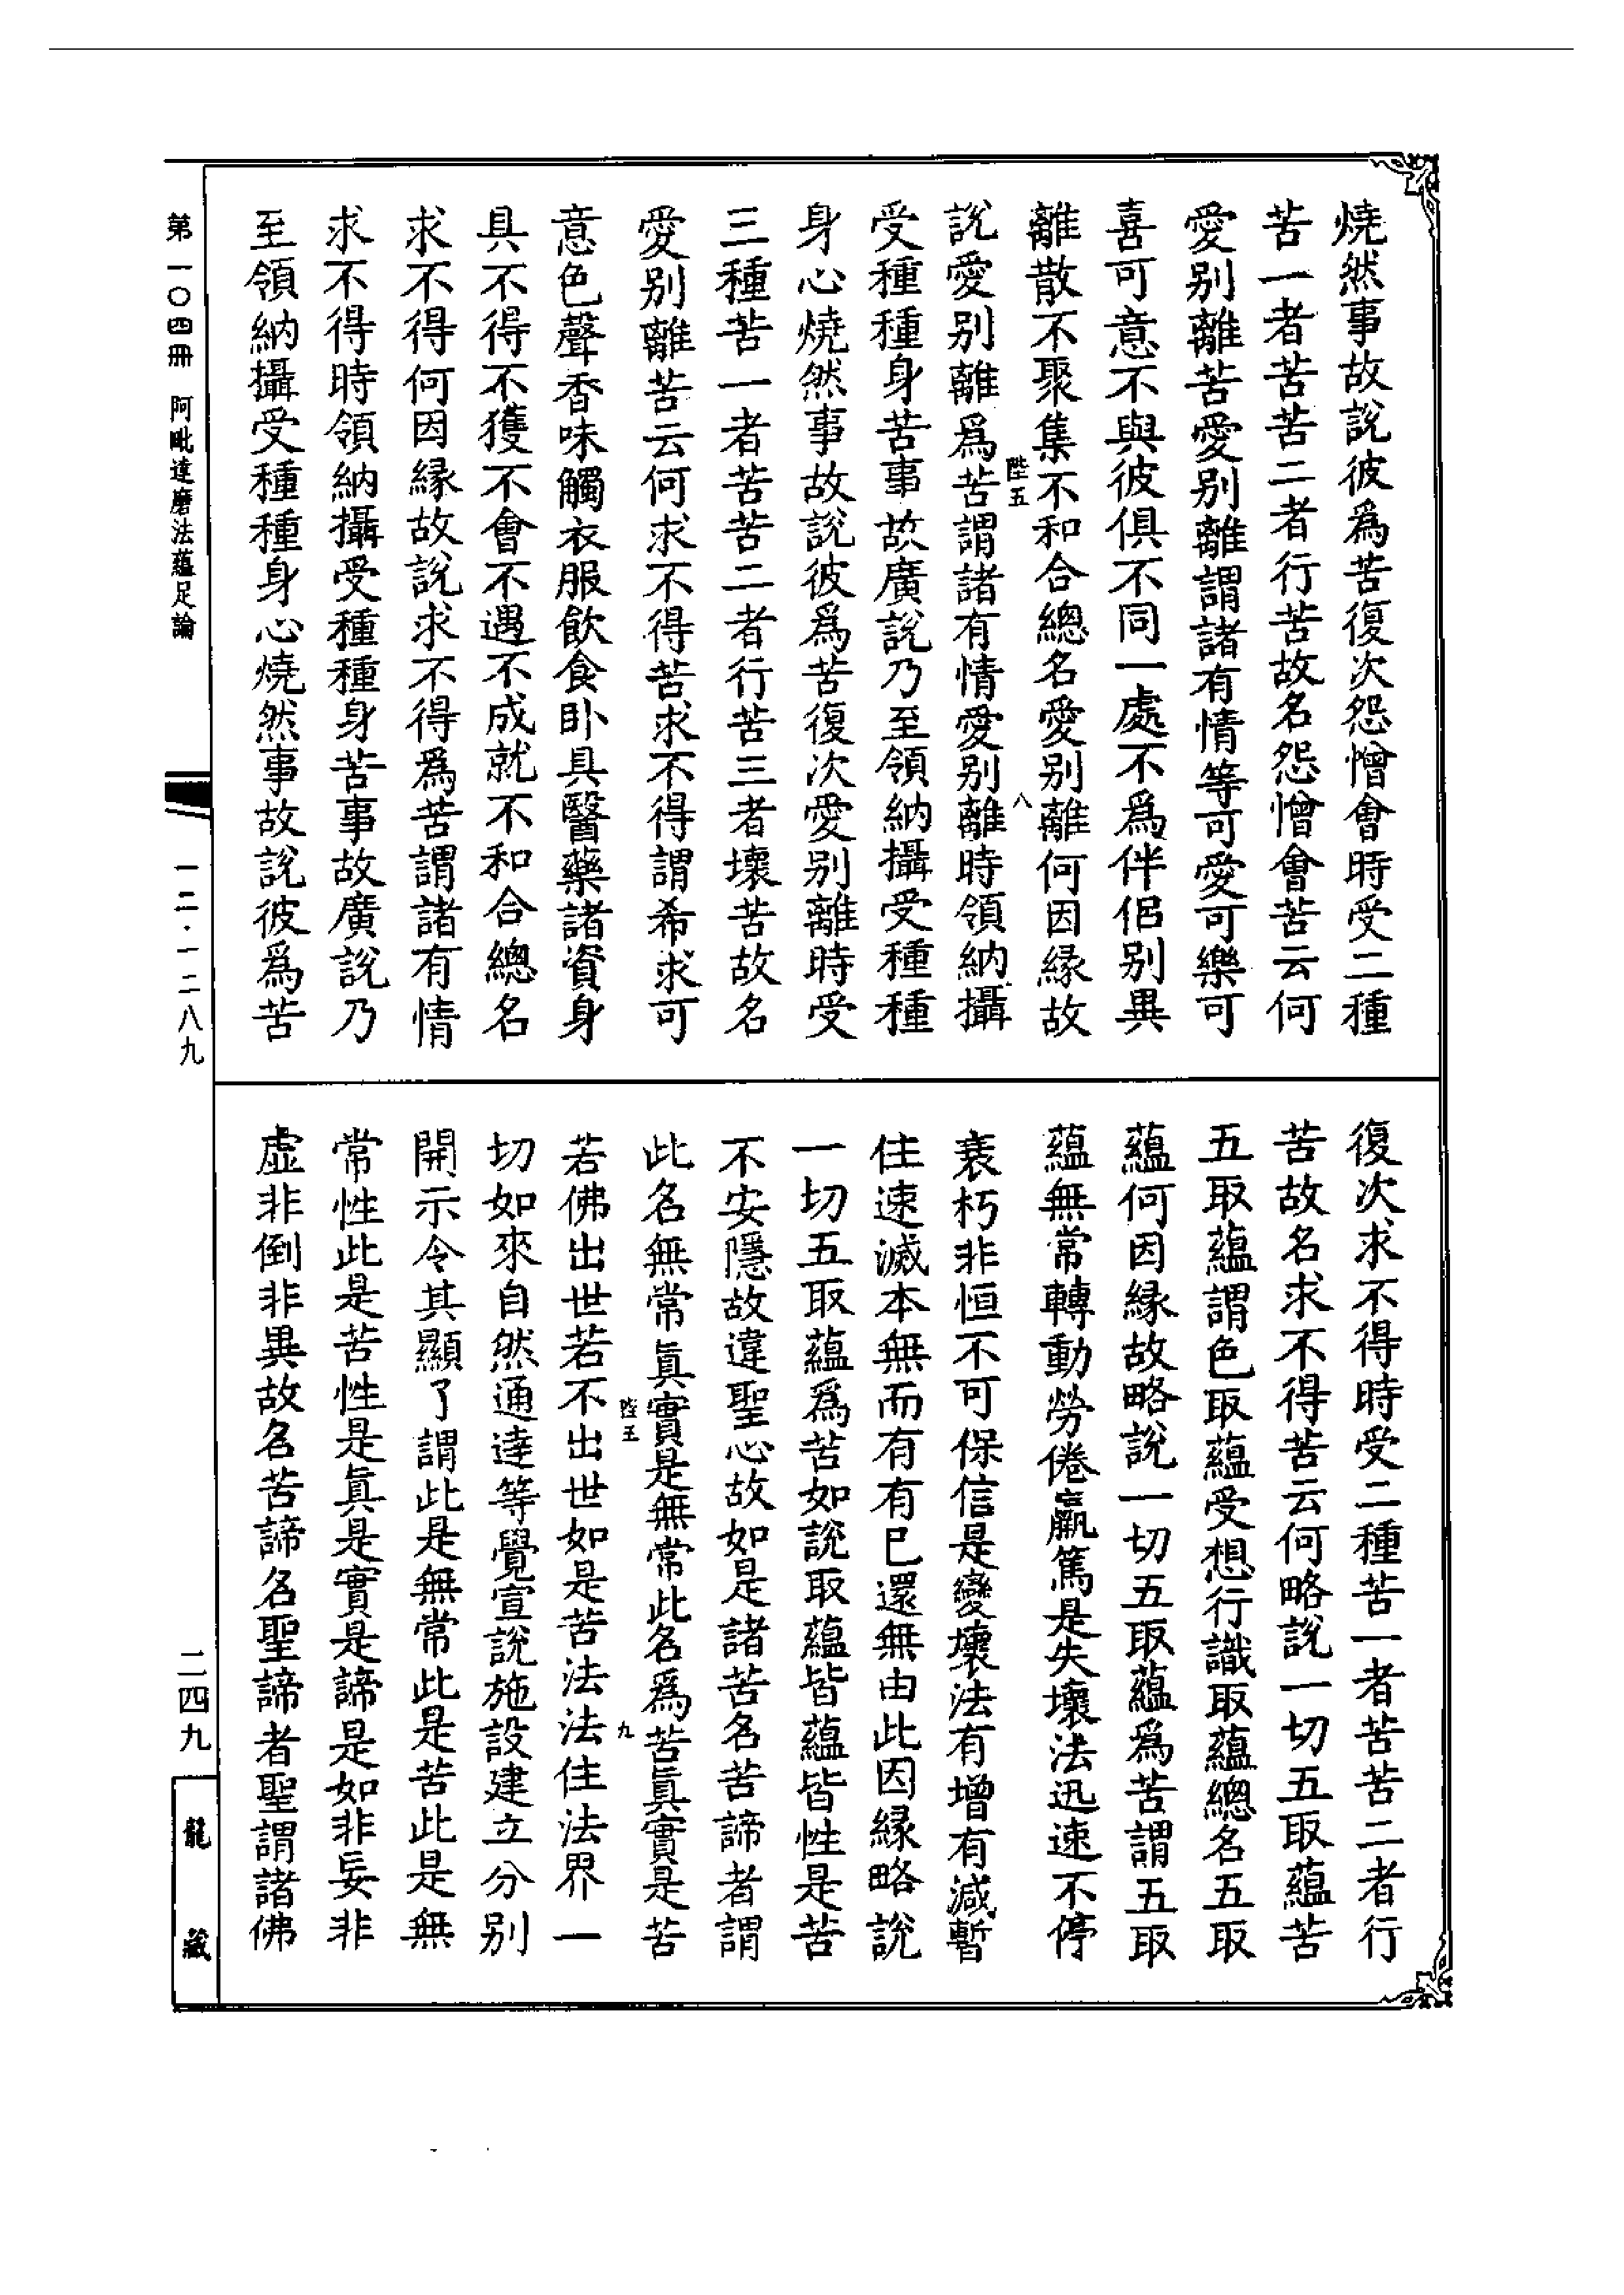 燒然事故說彼爲苦復次怨憎會時受二種
苦一者苦苦二者行苦故名怨憎會苦云何
愛别離苦愛别離謂諸有情等可愛可樂可
喜可意不與彼俱不同一處不爲伴侶别異
離散不聚集不和合總名愛别離何因緣故
陛五
八
說愛别離爲苦謂諸有情愛别離時領納攝
受種種身苦事故廣說乃至領納攝受種種
身心燒然事故說彼爲苦復次愛别離時受
三種苦一者苦苦二者行苦三者壞苦故名
愛别離苦云何求不得苦求不得謂希求可
意色聲香味觸衣服飲食卧具醫藥諸資身
具不得不獲不會不遇不成就不和合總名
求不得何因緣故說求不得爲苦謂諸有情
求不得時領納攝受種種身苦事故廣說乃
至領納攝受種種身心燒然事故說彼爲苦
復次求不得時受二種苦一者苦苦二者行
苦故名求不得苦云何略說一切五取蘊苦
五取蘊謂色取蘊受想行識取蘊總名五取
蘊何因緣故略說一切五取蘊爲苦謂五取
蘊無常轉動勞倦羸篤是失壞法迅速不停
衰朽非恒不可保信是變壞法有增有減暫
住速滅本無而有有已還無由此因緣略說
一切五取蘊爲苦如說取蘊皆蘊皆性是苦
不安隱故違聖心故如是諸苦名苦諦者謂
此名無常眞實是無常此名爲苦眞實是苦
陛五
九
若佛出世若不出世如是苦法法住法界一
切如來自然通達等覺宣說施設建立分别
開示令其顯了謂此是無常此是苦此是無
常性此是苦性是眞是實是諦是如非妄非
虛非倒非異故名苦諦名聖諦者聖謂諸佛
第一〇四冊 阿毗達磨法蘊足論
一二·一二八九
二四九
龍藏